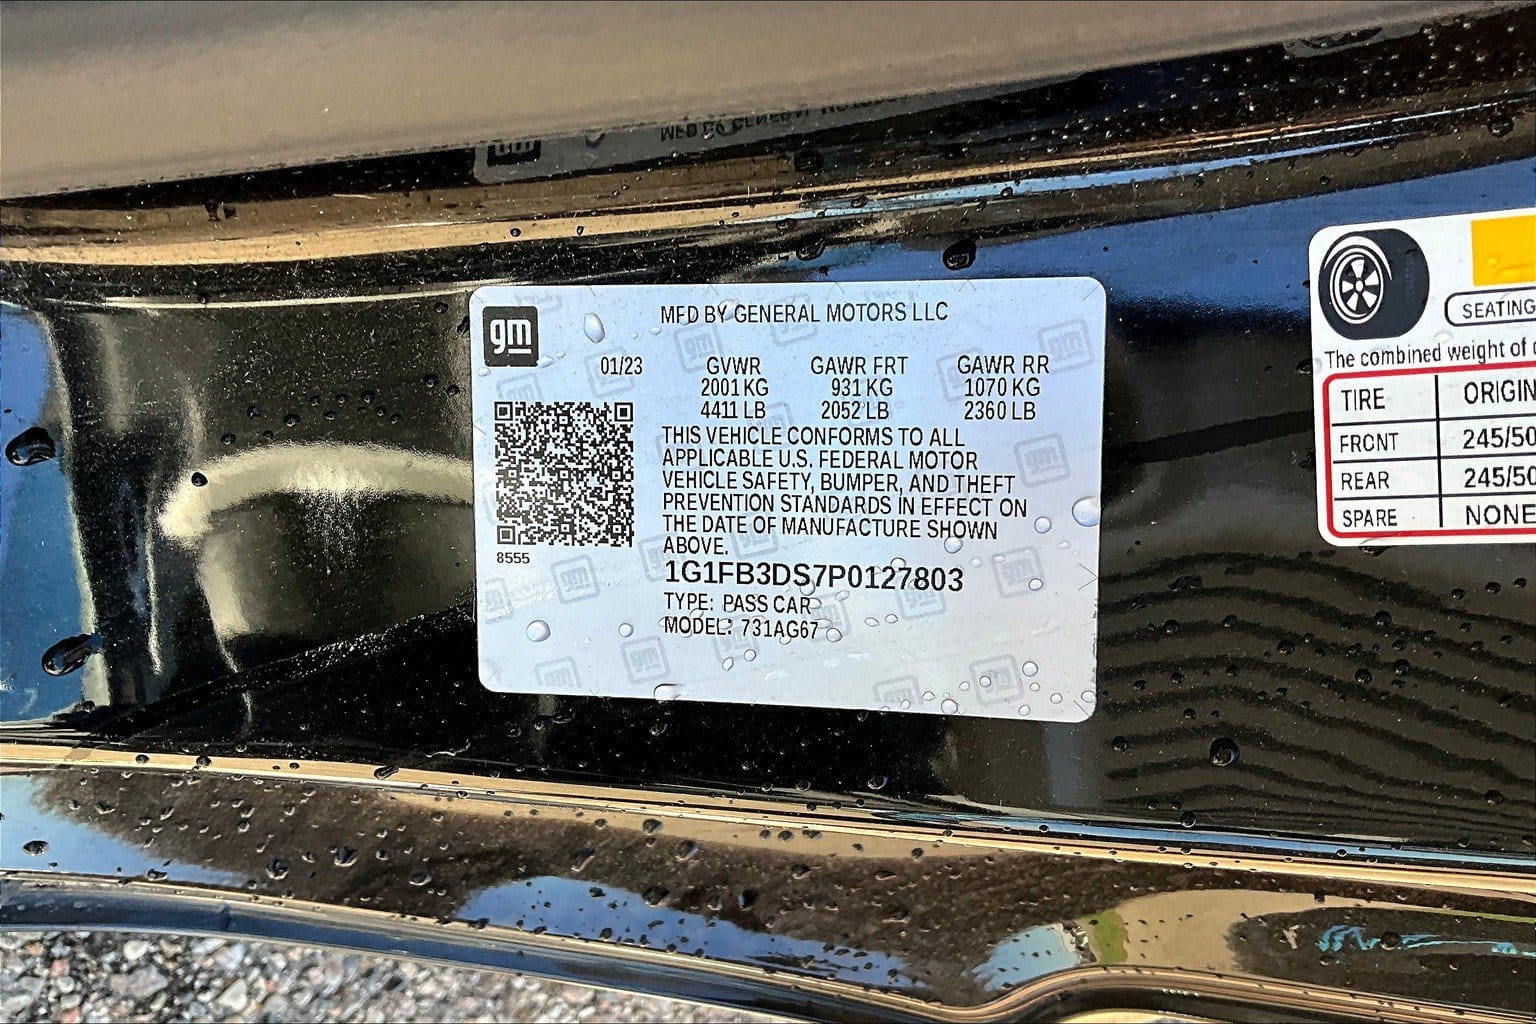 MFD BY GENERAL MOTORS LLC
gm
01/23 GVWR GAWR FRT GAWR RR
2001 KG 931 KG 1070 KG
4411 LB 2052 LB 2360 LB
THIS VEHICLE CONFORMS TO ALL
APPLICABLE U.S. FEDERAL MOTOR
VEHICLE SAFETY, BUMPER, AND THEFT
PREVENTION STANDARDS IN EFFECT ON
THE DATE OF MANUFACTURE SHOWN
ABOVE.
8555
1G1FB3DS7P0127803
TYPE: PASS CAR
MODEL: 731AG67
SEATING
The combined weight of
TIRE ORIGIN
FRONT 245/50
REAR 245/50
SPARE NONE